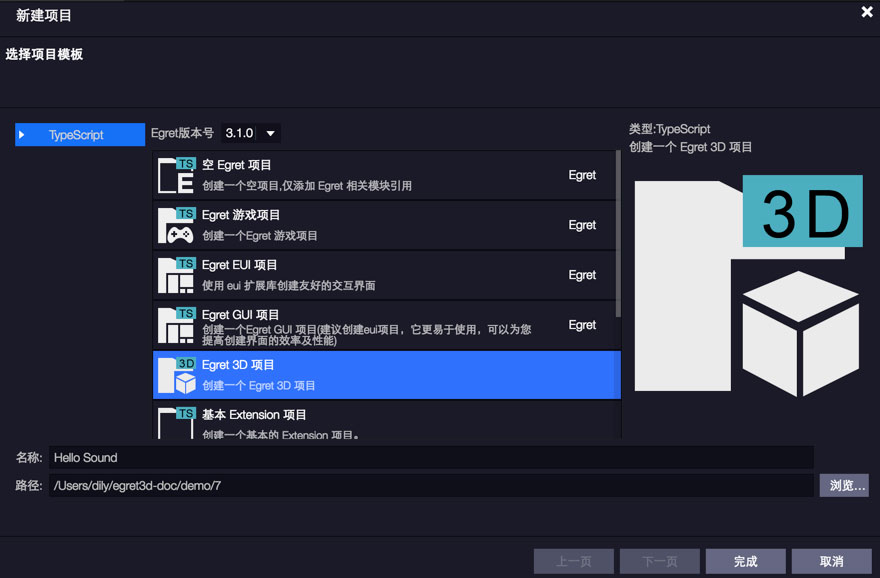 新建项目
选择项目模板
TypeScript
Egret版本号 3.1.0
TS
空 Egret 项目
创建一个空项目,仅添加 Egret 相关模块引用
Egret
TS
Egret 游戏项目
创建一个Egret 游戏项目
Egret
TS
Egret EUI 项目
使用 eui 扩展库创建友好的交互界面
Egret
TS
Egret GUI 项目
创建一个Egret GUI 项目(建议创建eui项目，它更易于使用，可以为您
提高创建界面的效率及性能)
Egret
3D
Egret 3D 项目
创建一个 Egret 3D 项目
TS
基本 Extension 项目
创建一个基本的 Extension 项目。
类型:TypeScript
创建一个 Egret 3D 项目
3D
名称: Hello Sound
路径: /Users/dily/egret3d-doc/demo/7
浏览...
上一页 下一页 完成 取消